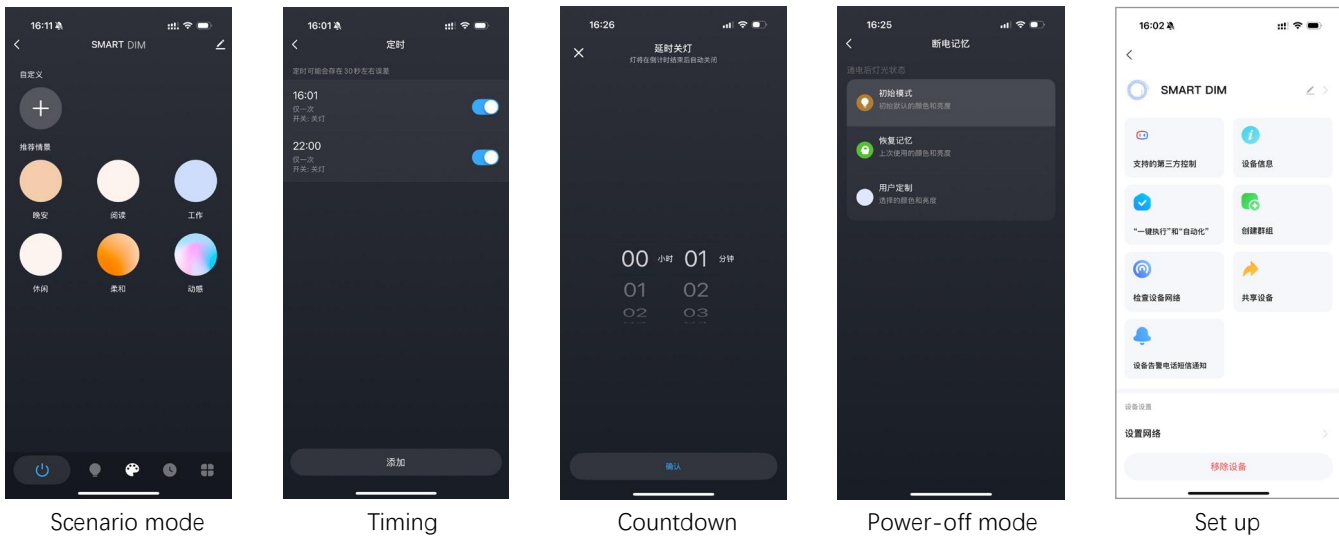 16:11
SMART DIM
自定义
推荐情景
晚安
阅读
工作
休闲
柔和
动感
Scenario mode
16:01
定时
定时可能会存在30秒左右误差
16:01
仅一次
开关: 关灯
22:00
仅一次
开关: 关灯
添加
Timing
16:26
延时关灯
灯将在倒计时结束后自动关闭
00 小时 01 分钟
01 02
02 03
确认
Countdown
16:25
断电记忆
通电后灯光状态
初始模式
初始默认的颜色和亮度
恢复记忆
上次使用的颜色和亮度
用户定制
选择的颜色和亮度
Power-off mode
16:02
SMART DIM
支持的第三方控制
设备信息
“一键执行”和“自动化”
创建群组
检查设备网络
共享设备
设备告警电话短信通知
设备设置
设置网络
移除设备
Set up